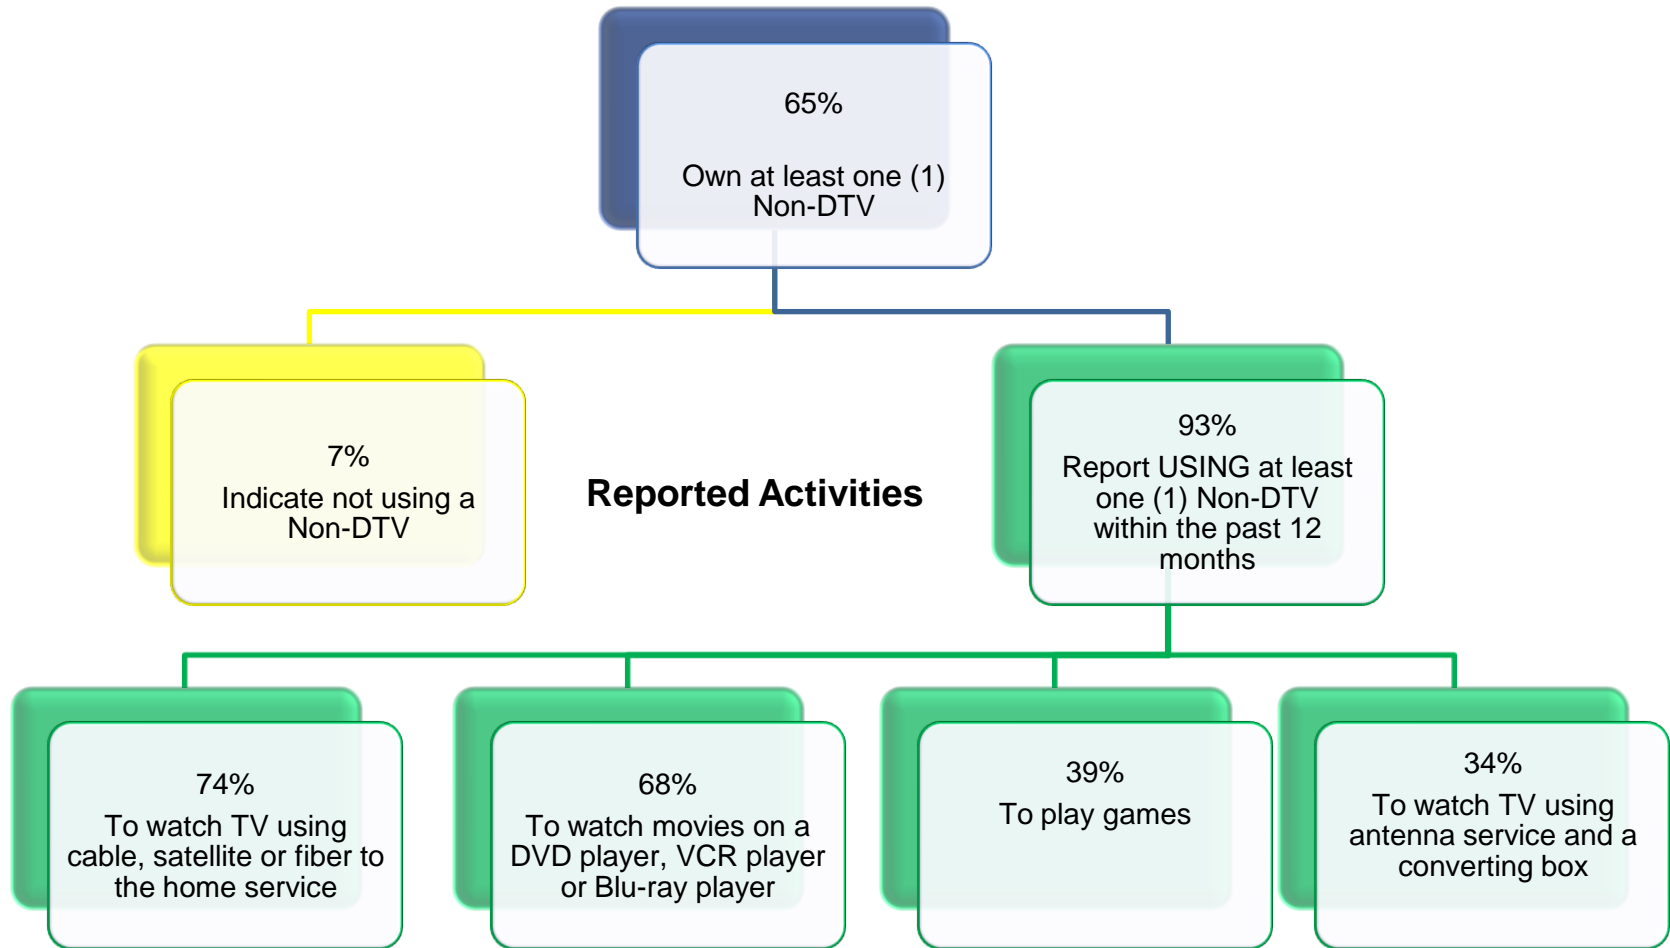 65%
Own at least one (1)
Non-DTV
7%
Indicate not using a
Non-DTV
Reported Activities
93%
Report USING at least
one (1) Non-DTV
within the past 12
months
74%
To watch TV using
cable, satellite or fiber to
the home service
68%
To watch movies on a
DVD player, VCR player
or Blu-ray player
39%
To play games
34%
To watch TV using
antenna service and a
converting box